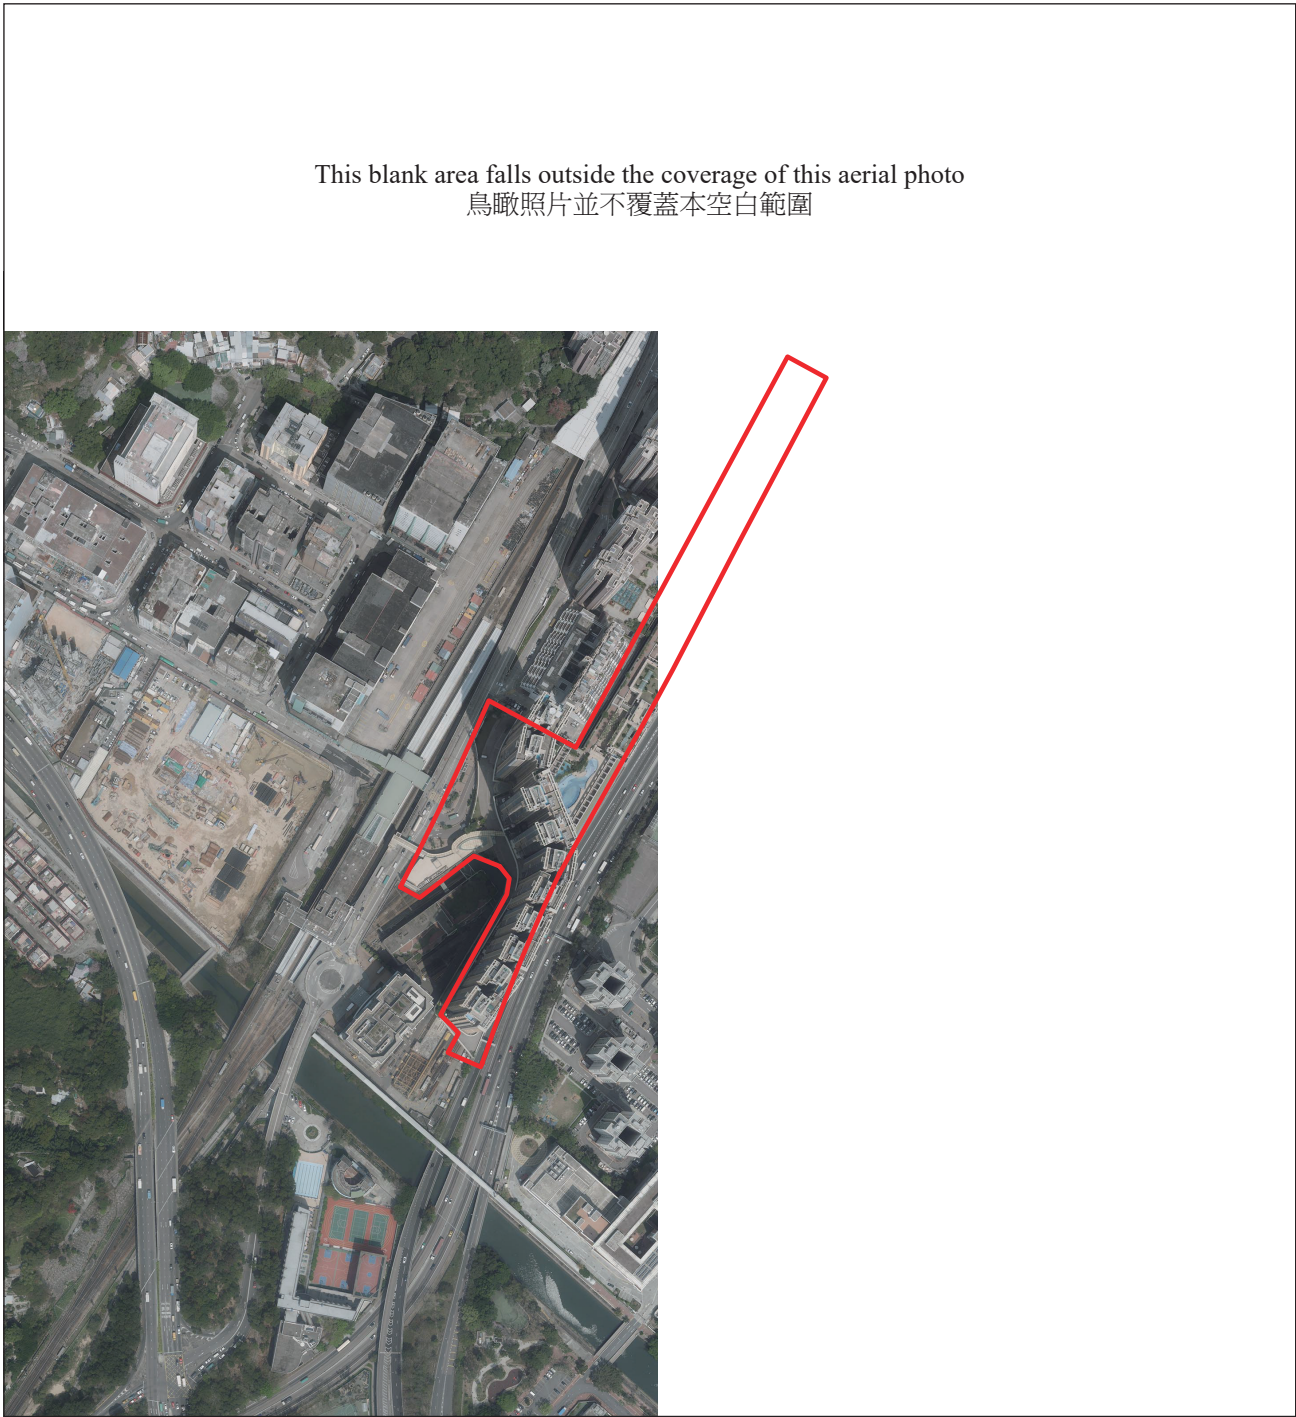 This blank area falls outside the coverage of this aerial photo
鳥瞰照片並不覆蓋本空白範圍